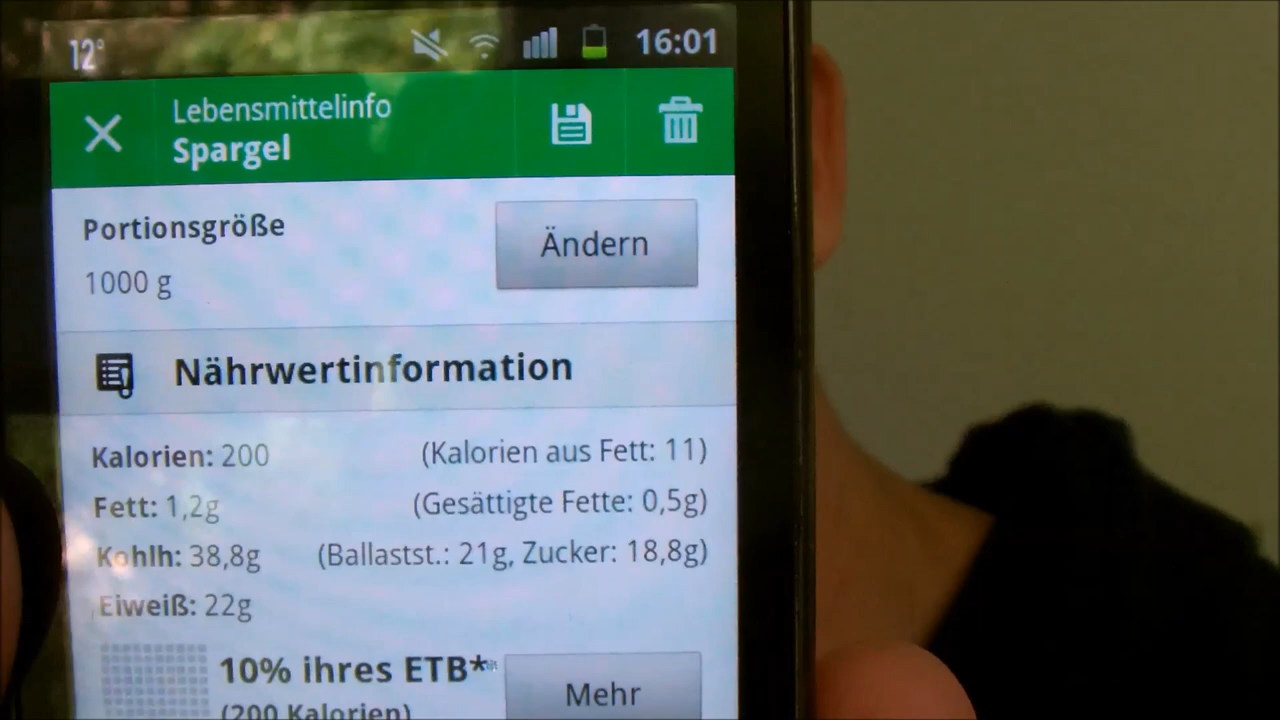 12° 16:01
Lebensmittelinfo
Spargel
Portionsgröße
1000 g
Ändern
Nährwertinformation
Kalorien: 200 (Kalorien aus Fett: 11)
Fett: 1,2g (Gesättigte Fette: 0,5g)
Kohlh: 38,8g (Ballastst.: 21g, Zucker: 18,8g)
Eiweiß: 22g
10% ihres ETB*
(200 Kalorien)
Mehr